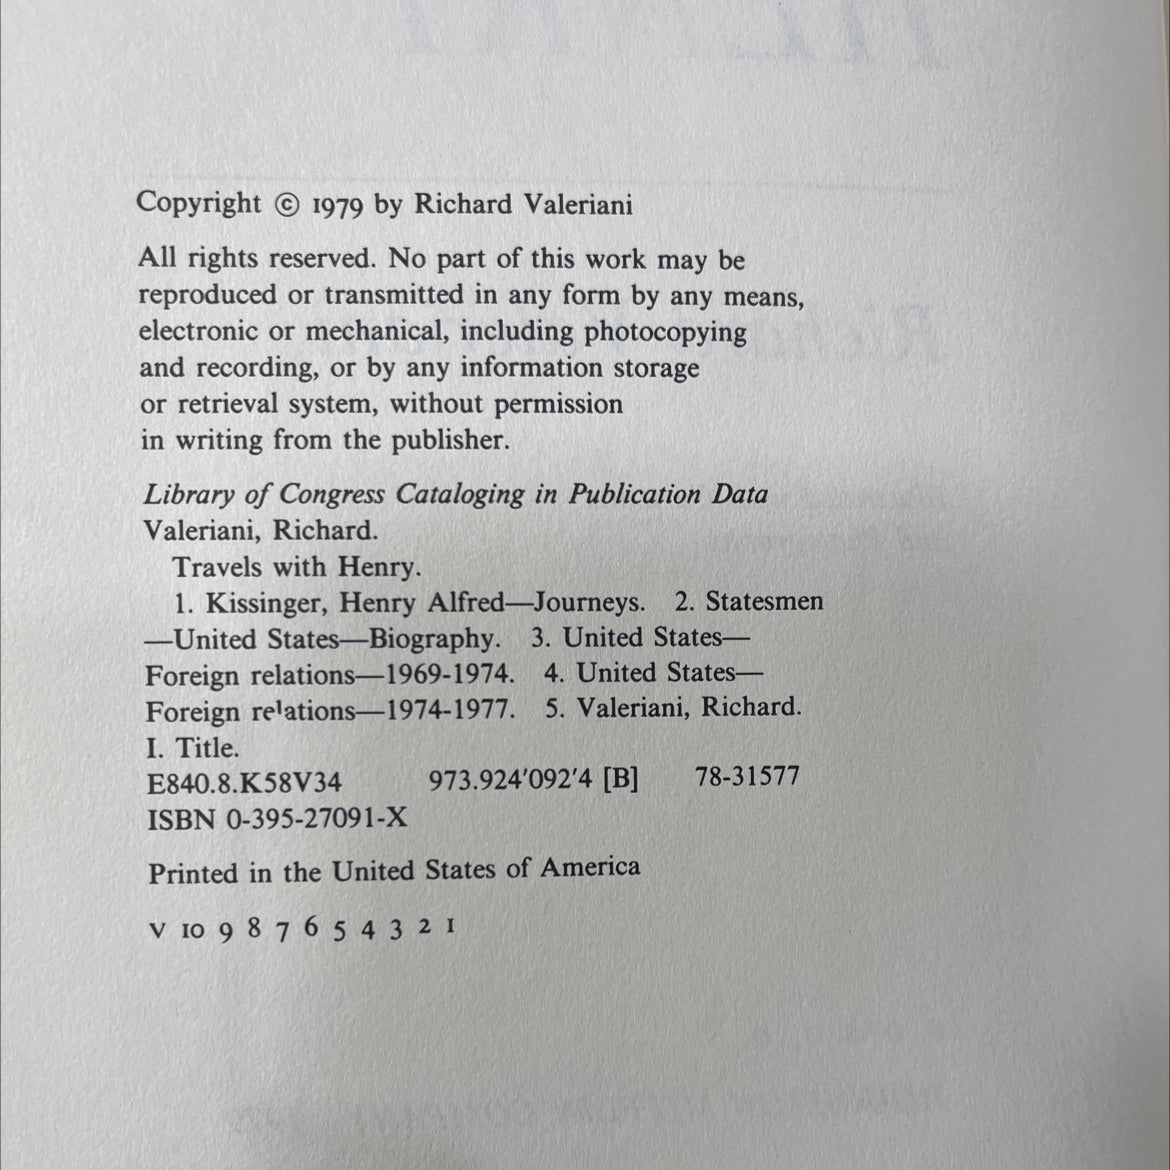 Copyright © 1979 by Richard Valeriani
All rights reserved. No part of this work may be
reproduced or transmitted in any form by any means,
electronic or mechanical, including photocopying
and recording, or by any information storage
or retrieval system, without permission
in writing from the publisher.
Library of Congress Cataloging in Publication Data
Valeriani, Richard.
Travels with Henry.
1. Kissinger, Henry Alfred—Journeys. 2. Statesmen
—United States—Biography. 3. United States—
Foreign relations—1969-1974. 4. United States—
Foreign relations—1974-1977. 5. Valeriani, Richard.
I. Title.
E840.8.K58V34 973.924′092′4 [B] 78-31577
ISBN 0-395-27091-X
Printed in the United States of America
V 10 9 8 7 6 5 4 3 2 1